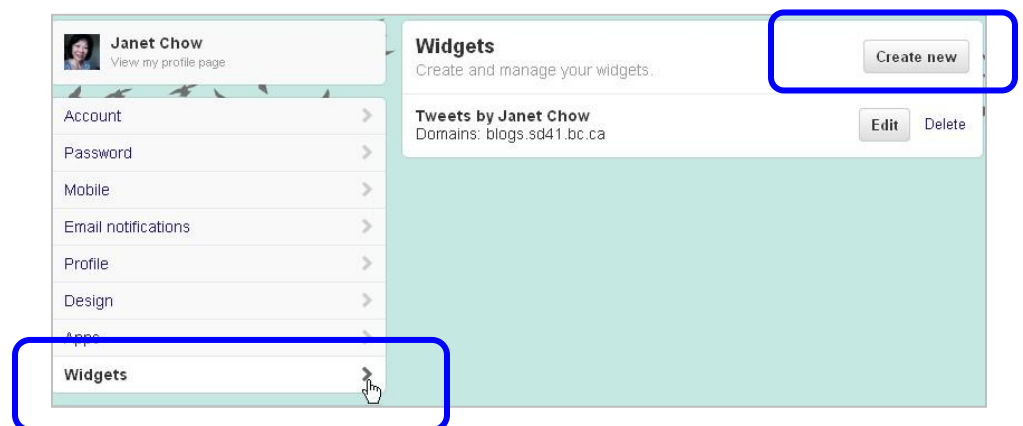 Janet Chow
View my profile page
Account
Password
Mobile
Email notifications
Profile
Design
Apps
Widgets
Widgets
Create and manage your widgets.
Create new
Tweets by Janet Chow
Domains: blogs.sd41.bc.ca
Edit Delete